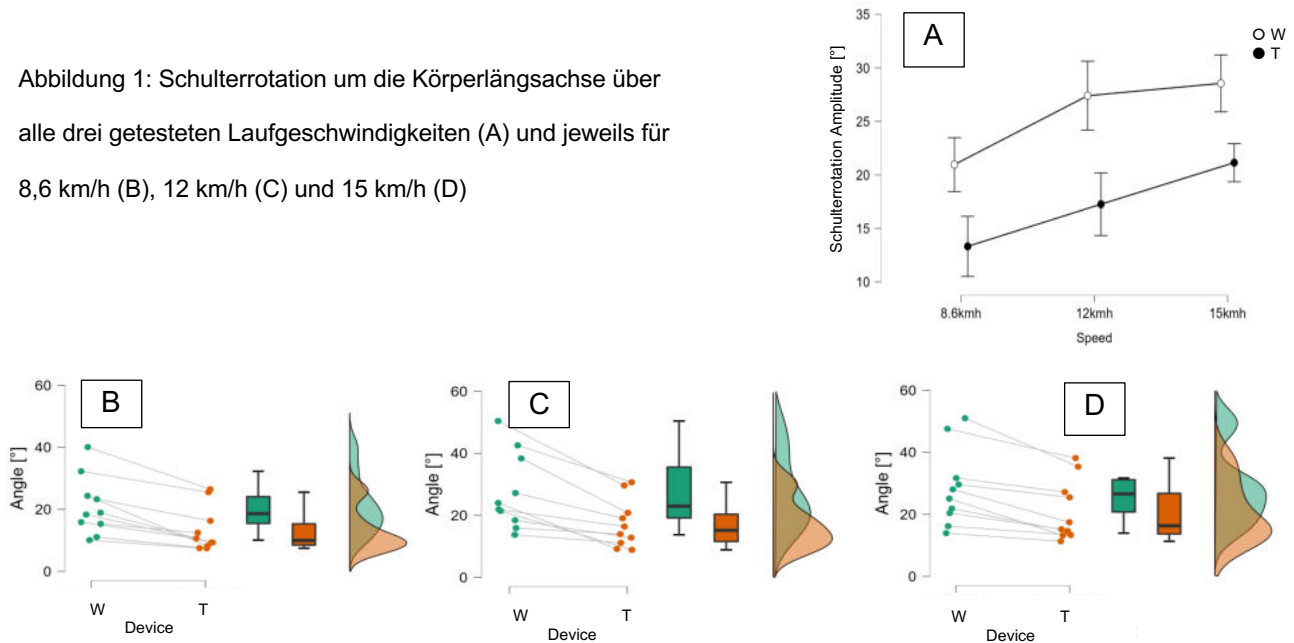 Abbildung 1: Schulterrotation um die Körperlängsachse über
alle drei getesteten Laufgeschwindigkeiten (A) und jeweils für
8,6 km/h (B), 12 km/h (C) und 15 km/h (D)
A
W
T
Schulterrotation Amplitude [°]
35
30
25
20
15
10
8.6kmh
12kmh
15kmh
Speed
B
Angle [°]
60
40
20
0
W
T
Device
C
Angle [°]
60
40
20
0
W
T
Device
D
Angle [°]
60
40
20
0
W
T
Device